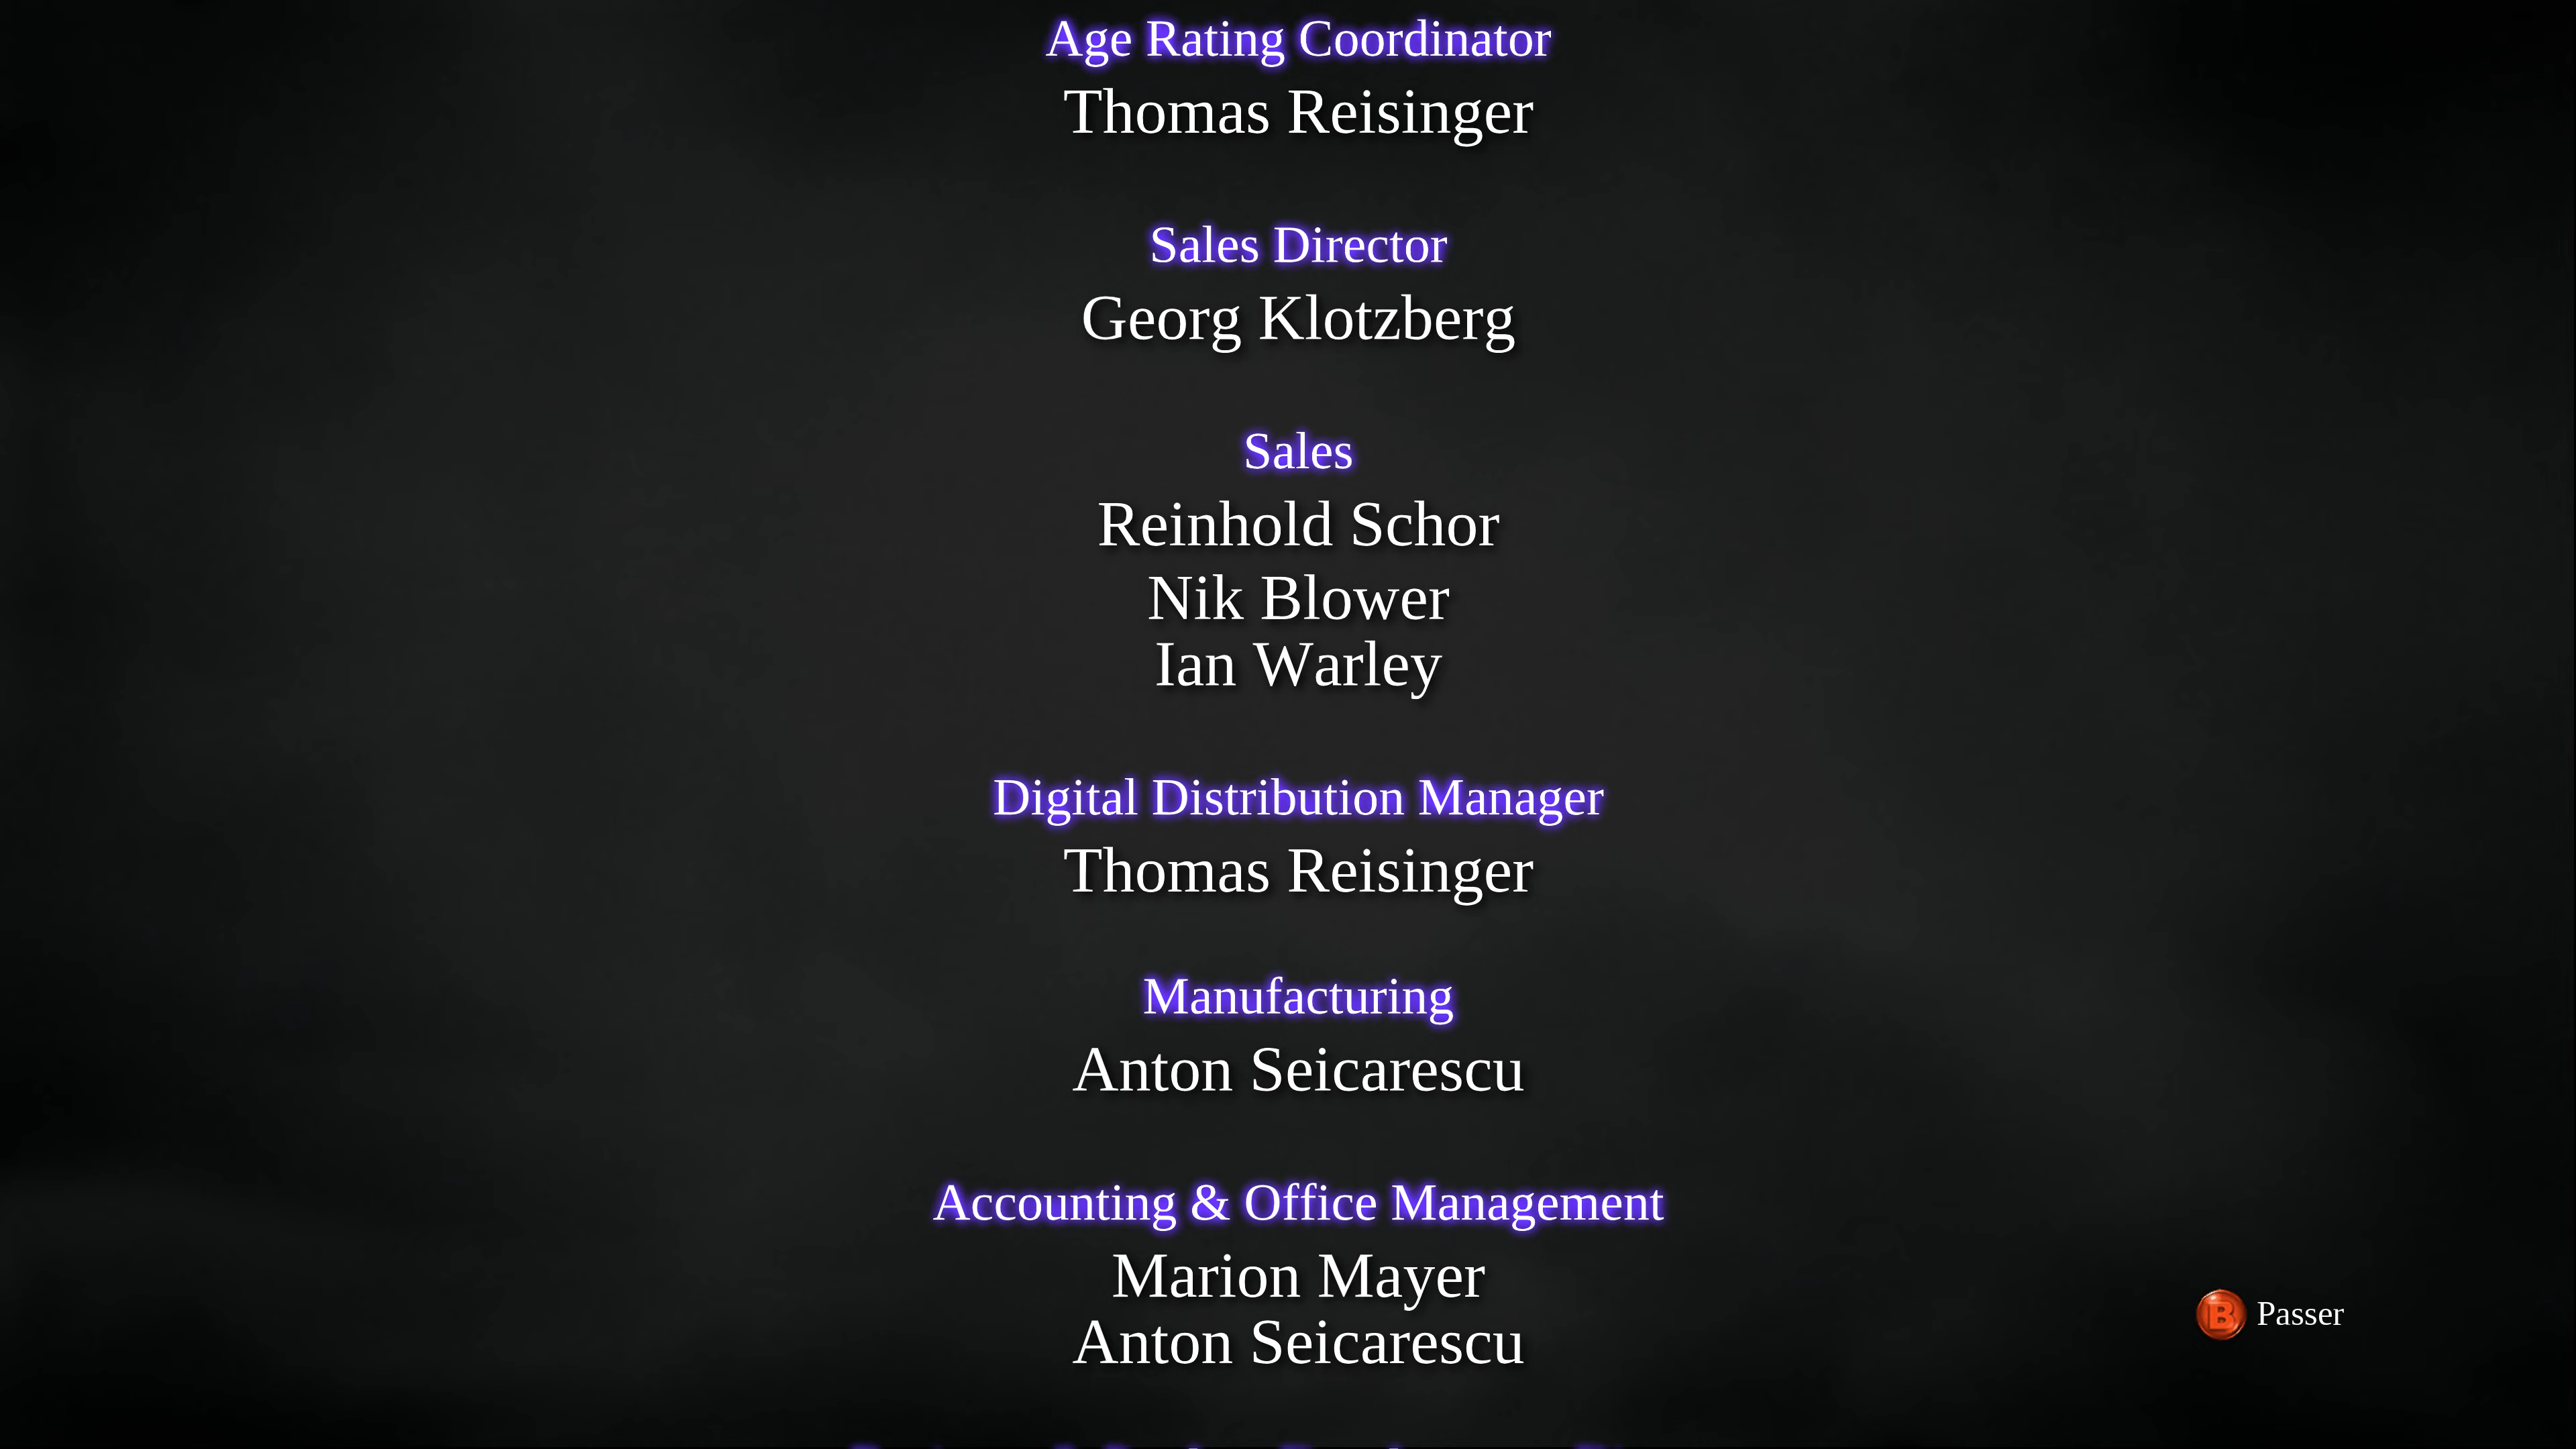 Age Rating Coordinator
Thomas Reisinger
Sales Director
Georg Klotzberg
Sales
Reinhold Schor
Nik Blower
Ian Warley
Digital Distribution Manager
Thomas Reisinger
Manufacturing
Anton Seicarescu
Accounting & Office Management
Marion Mayer
B Passer
Anton Seicarescu